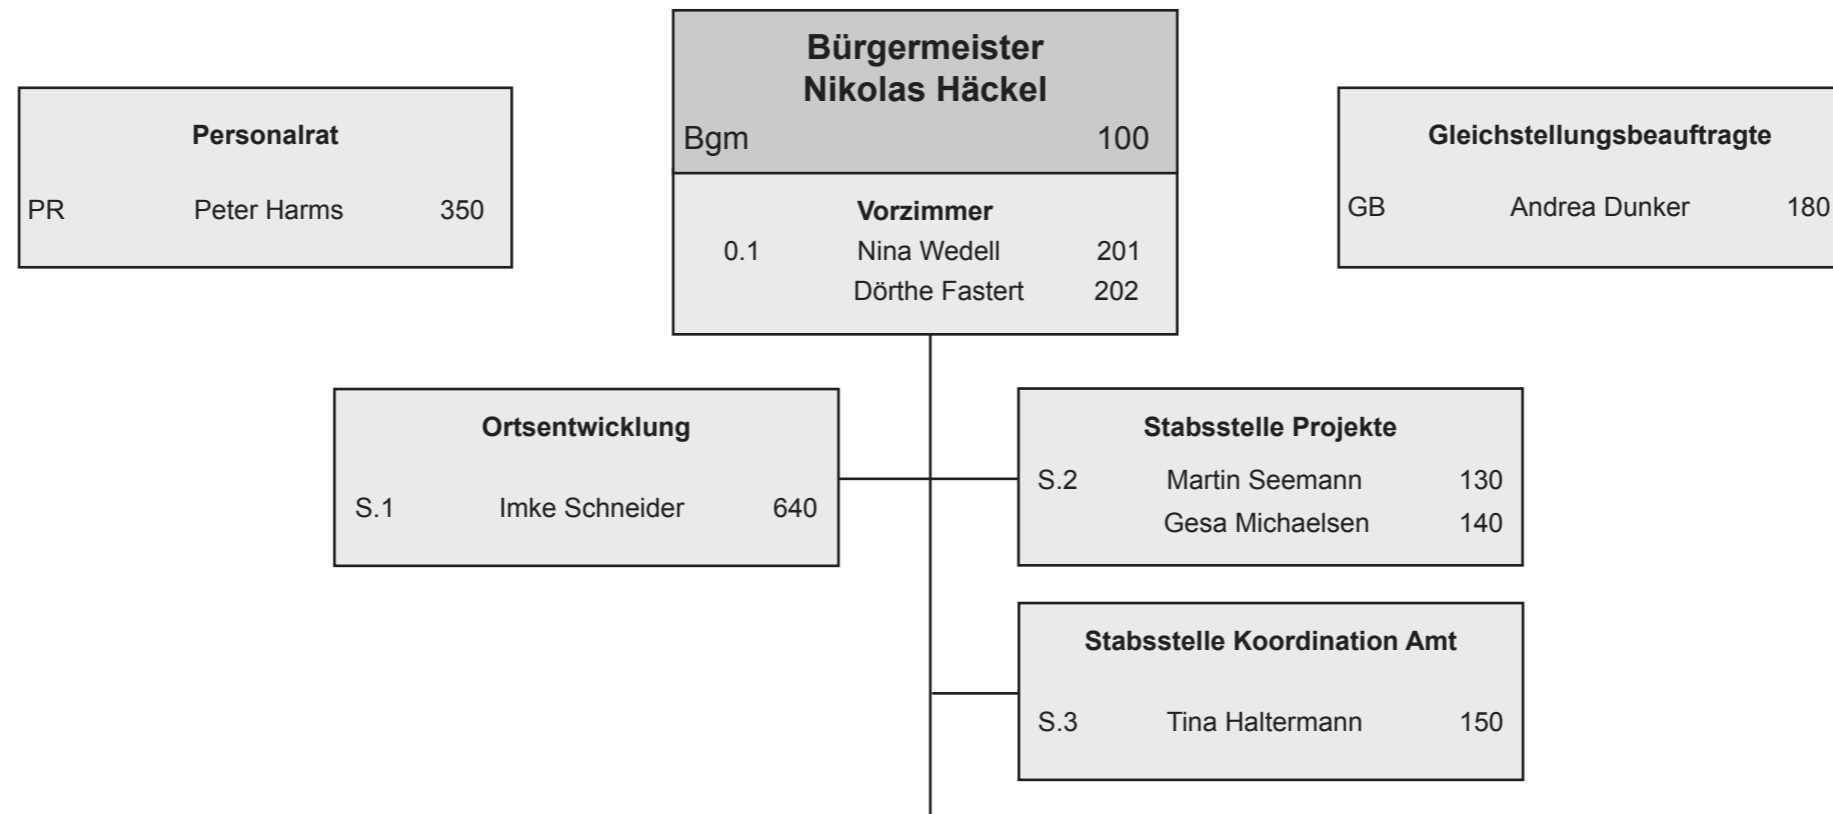 Bürgermeister
Nikolas Häckel
Bgm 100
Personalrat
PR Peter Harms 350
Gleichstellungsbeauftragte
GB Andrea Dunker 180
Vorzimmer
0.1 Nina Wedell 201
Dörthe Fastert 202
Ortsentwicklung
S.1 Imke Schneider 640
Stabsstelle Projekte
S.2 Martin Seemann 130
Gesa Michaelsen 140
Stabsstelle Koordination Amt
S.3 Tina Haltermann 150